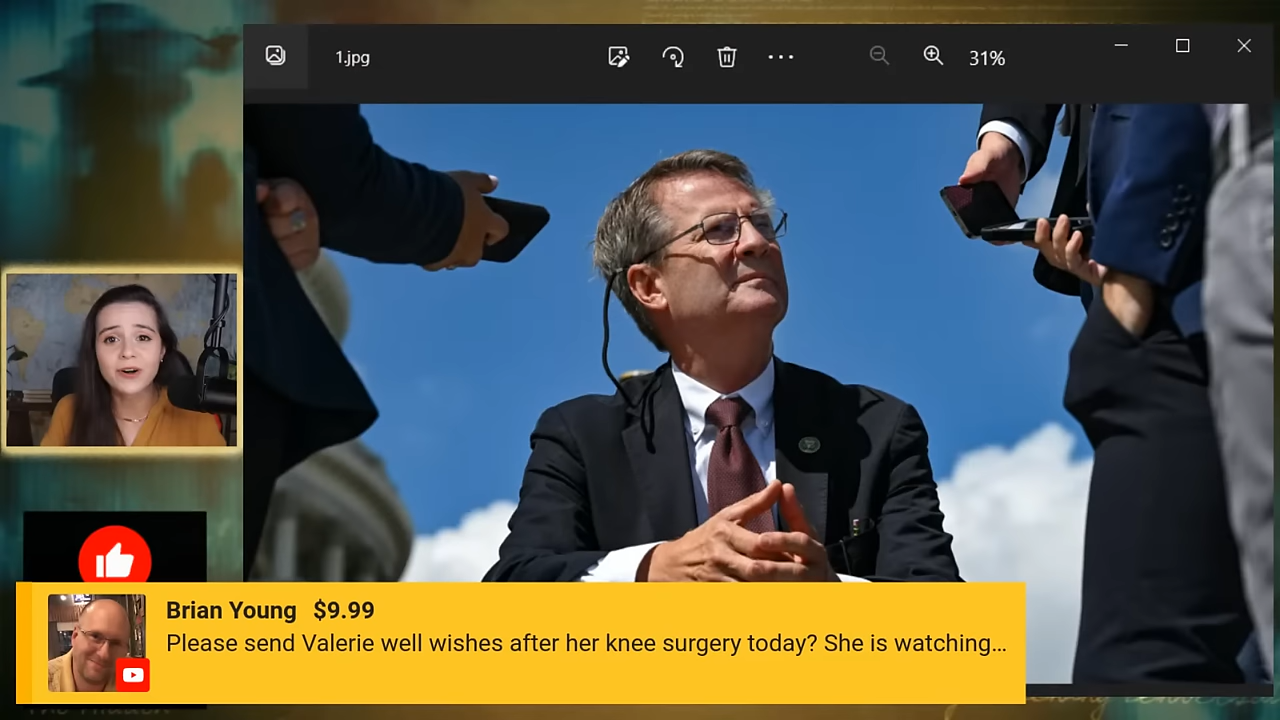 1.jpg
31%
Brian Young $9.99
Please send Valerie well wishes after her knee surgery today? She is watching...